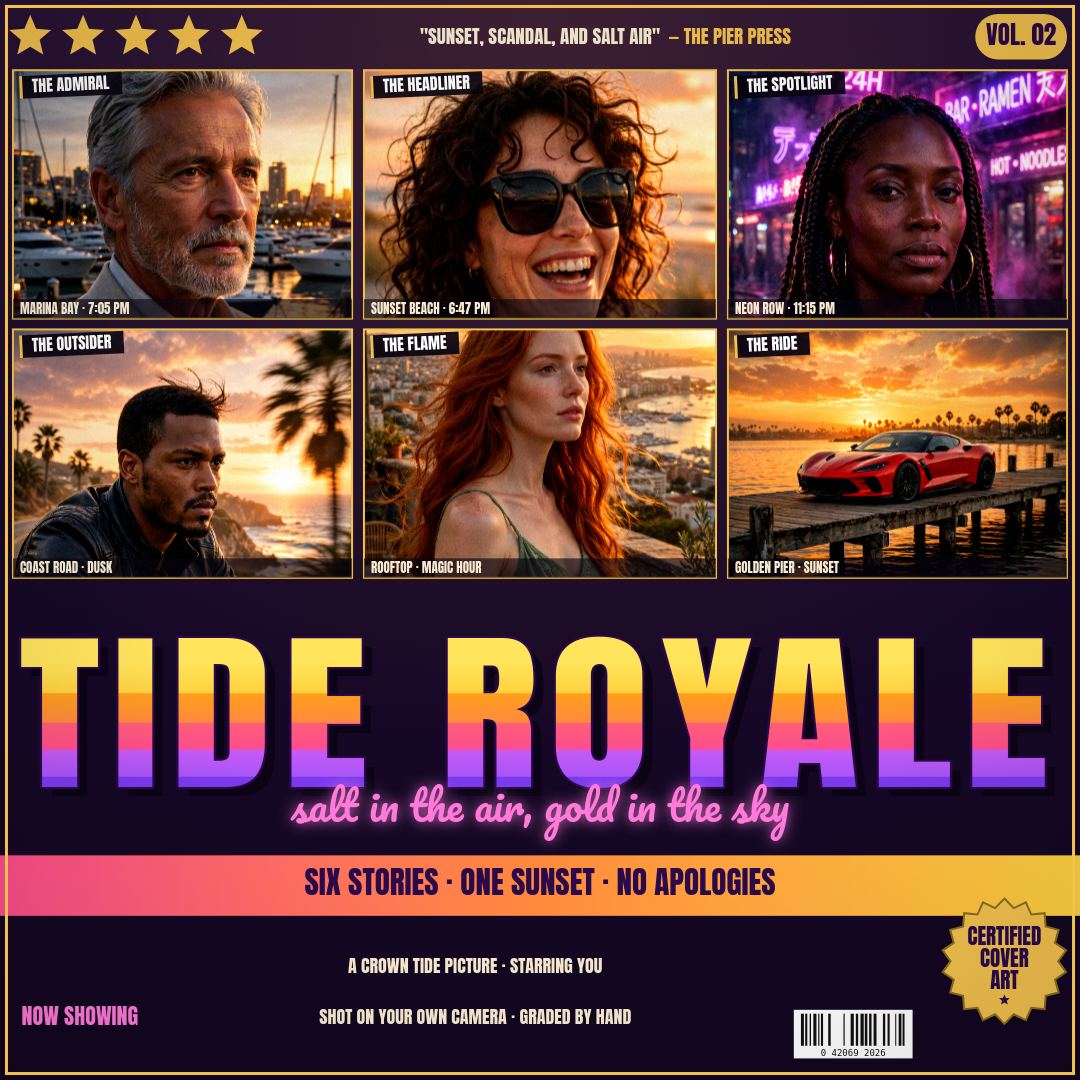 "SUNSET, SCANDAL, AND SALT AIR" – THE PIER PRESS
VOL. 02
THE ADMIRAL
MARINA BAY · 7:05 PM
THE HEADLINER
SUNSET BEACH · 6:47 PM
THE SPOTLIGHT
24H
BAR·RAMEN
HOT·NOODLE
NEON ROW · 11:15 PM
THE OUTSIDER
COAST ROAD · DUSK
THE FLAME
ROOFTOP · MAGIC HOUR
THE RIDE
GOLDEN PIER · SUNSET
TIDE ROYALE
salt in the air, gold in the sky
SIX STORIES · ONE SUNSET · NO APOLOGIES
CERTIFIED
COVER
ART
A CROWN TIDE PICTURE · STARRING YOU
NOW SHOWING
SHOT ON YOUR OWN CAMERA · GRADED BY HAND
0 42069 2026